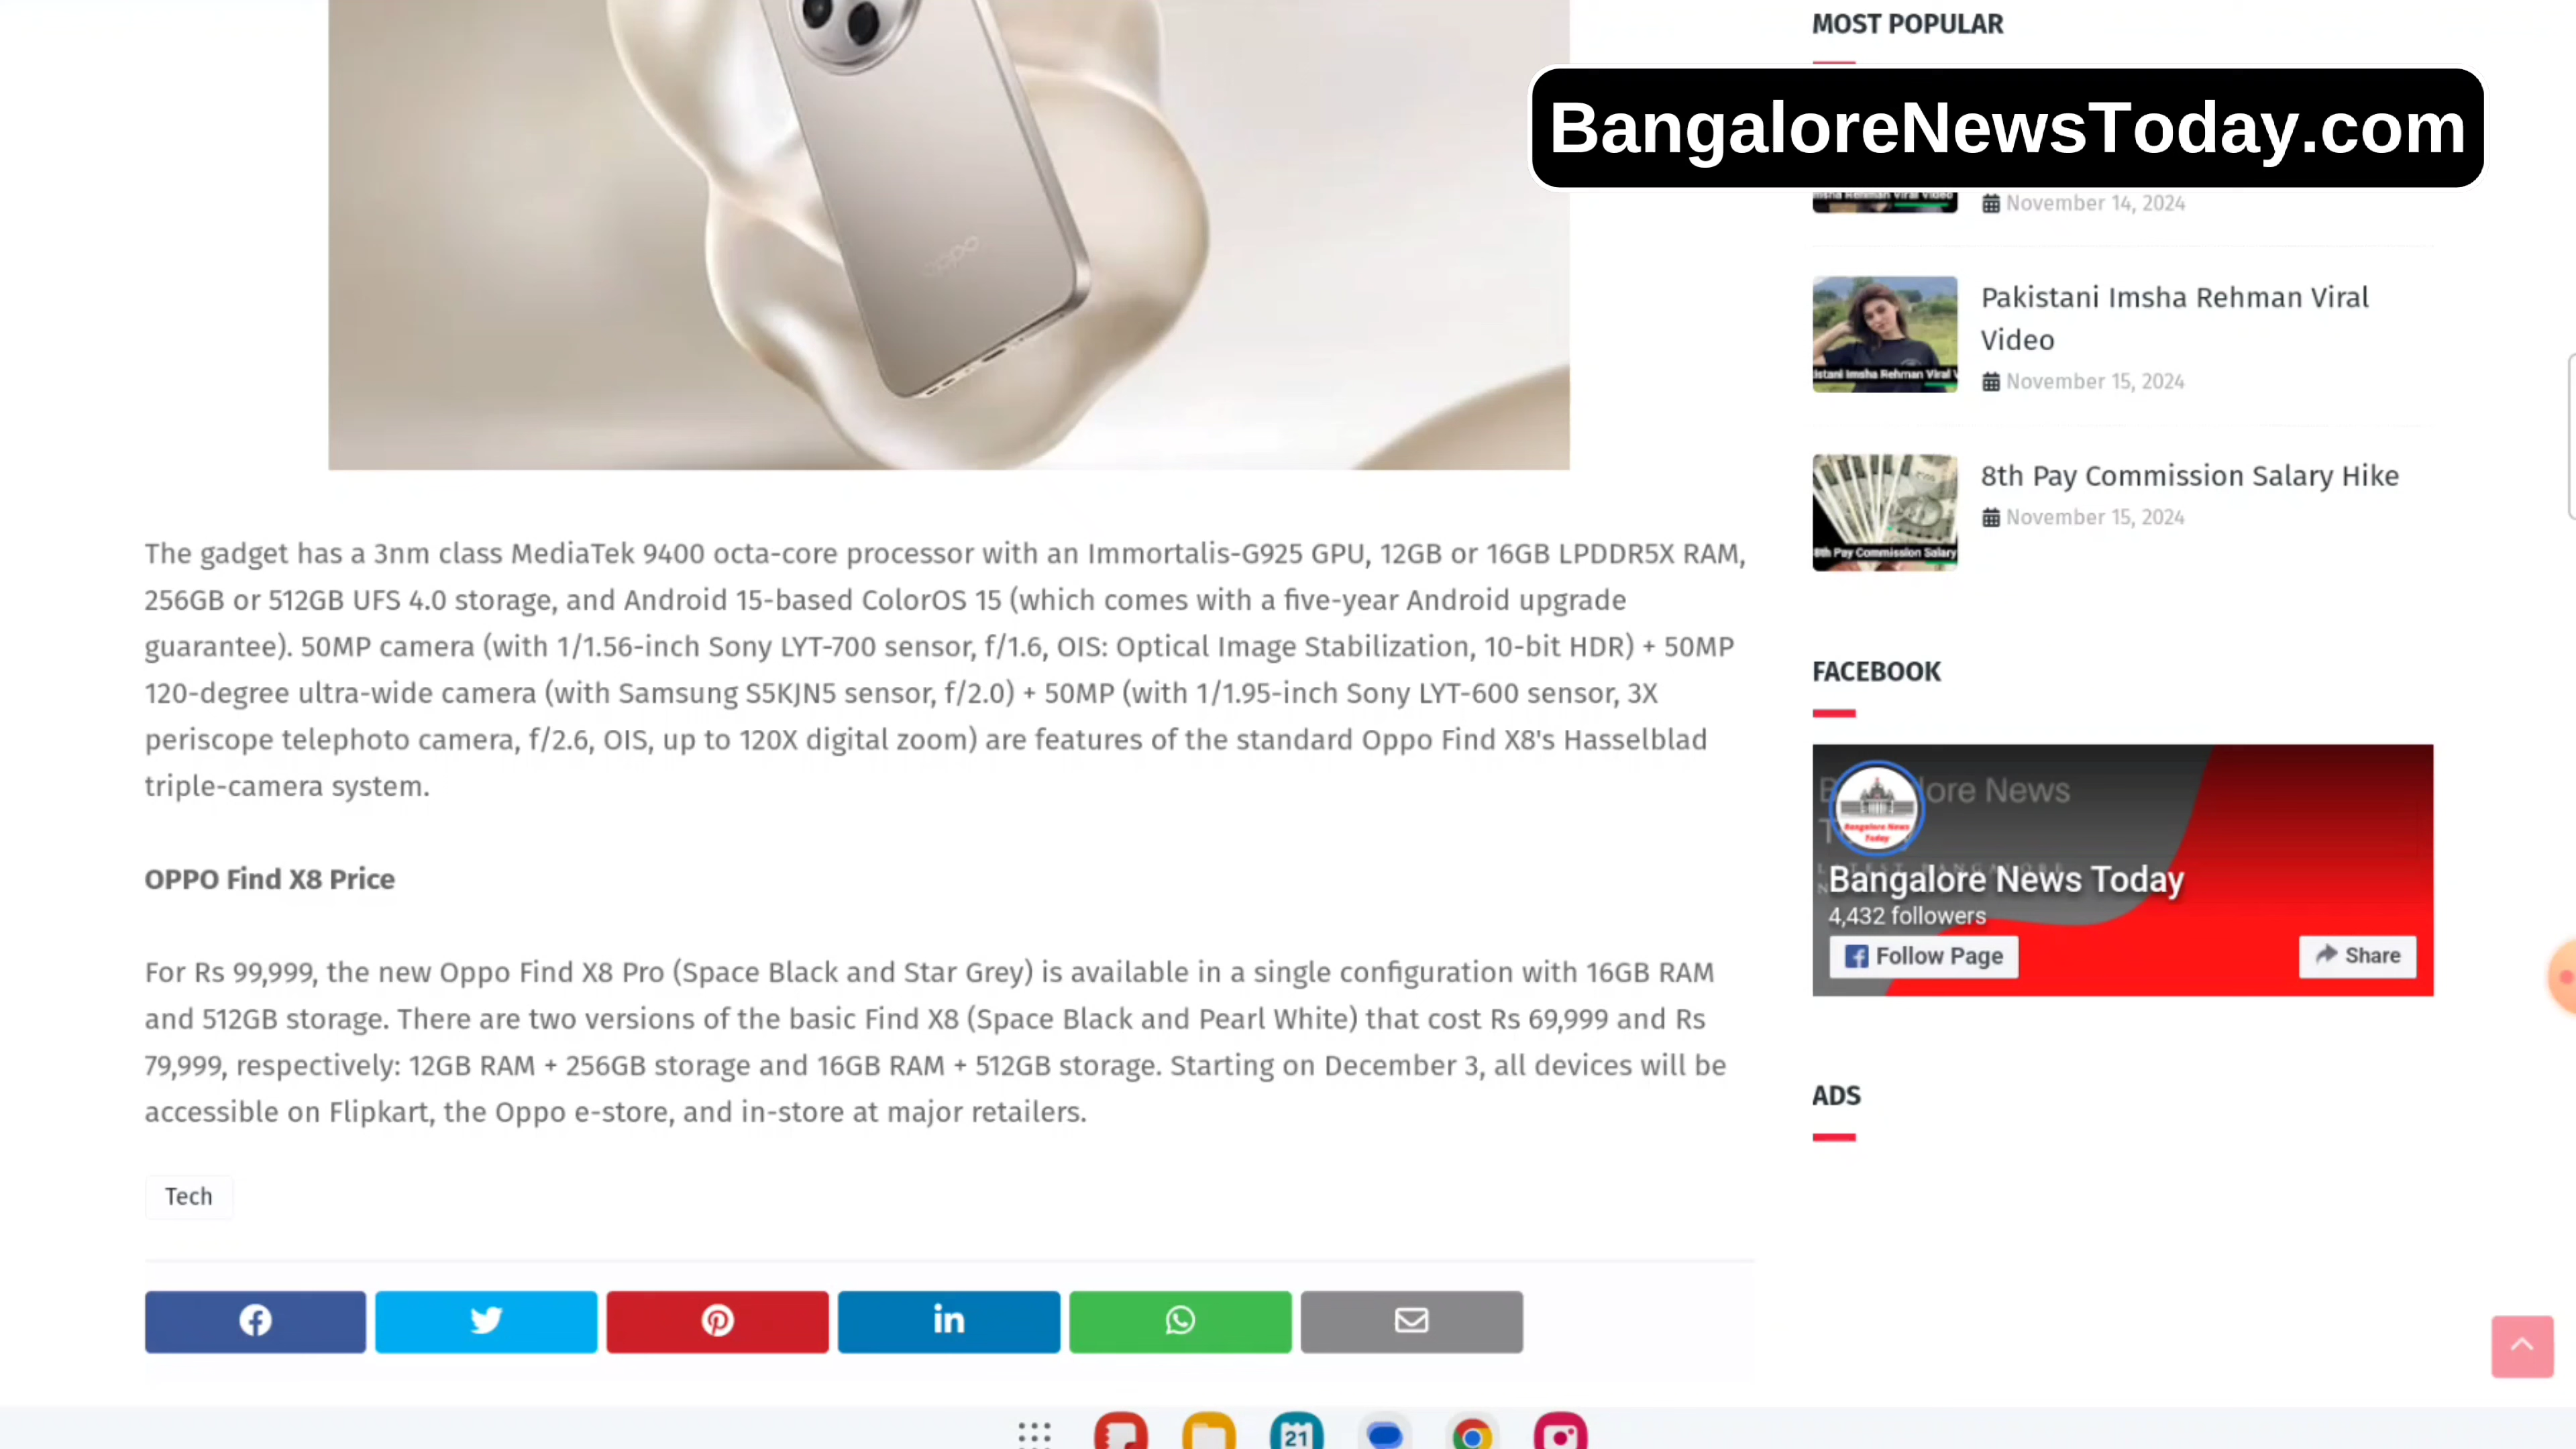 MOST POPULAR
BangaloreNewsToday.com
November 14, 2024
Pakistani Imsha Rehman Viral
Video
November 15, 2024
8th Pay Commission Salary Hike
November 15, 2024
8th Pay Commission Salary
oppo
The gadget has a 3nm class MediaTek 9400 octa-core processor with an Immortalis-G925 GPU, 12GB or 16GB LPDDR5X RAM,
256GB or 512GB UFS 4.0 storage, and Android 15-based ColorOS 15 (which comes with a five-year Android upgrade
guarantee). 50MP camera (with 1/1.56-inch Sony LYT-700 sensor, f/1.6, OIS: Optical Image Stabilization, 10-bit HDR) + 50MP
120-degree ultra-wide camera (with Samsung S5KJN5 sensor, f/2.0) + 50MP (with 1/1.95-inch Sony LYT-600 sensor, 3X
periscope telephoto camera, f/2.6, OIS, up to 120X digital zoom) are features of the standard Oppo Find X8's Hasselblad
triple-camera system.
OPPO Find X8 Price
For Rs 99,999, the new Oppo Find X8 Pro (Space Black and Star Grey) is available in a single configuration with 16GB RAM
and 512GB storage. There are two versions of the basic Find X8 (Space Black and Pearl White) that cost Rs 69,999 and Rs
79,999, respectively: 12GB RAM + 256GB storage and 16GB RAM + 512GB storage. Starting on December 3, all devices will be
accessible on Flipkart, the Oppo e-store, and in-store at major retailers.
Tech
FACEBOOK
Bangalore News
Today
Bangalore News Today
4,432 followers
Follow Page
Share
ADS
21